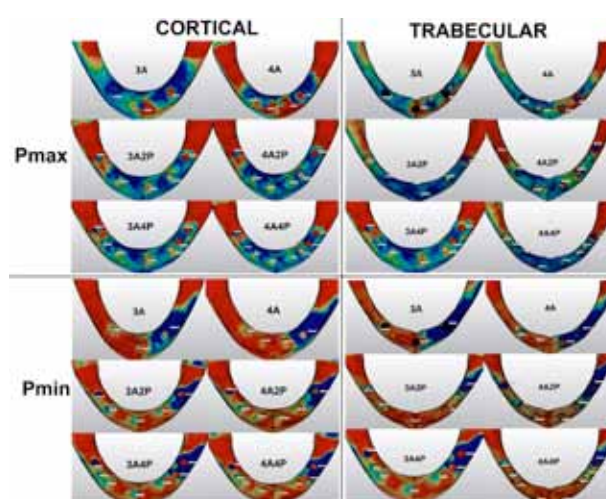 CORTICAL TRABECULAR
3A 4A 3A 4A
Pmax
3A2P 4A2P 3A2P 4A2P
3A4P 4A4P 3A4P 4A4P
3A 4A 3A 4A
Pmin
3A2P 4A2P 3A2P 4A2P
3A4P 4A4P 3A4P 4A4P